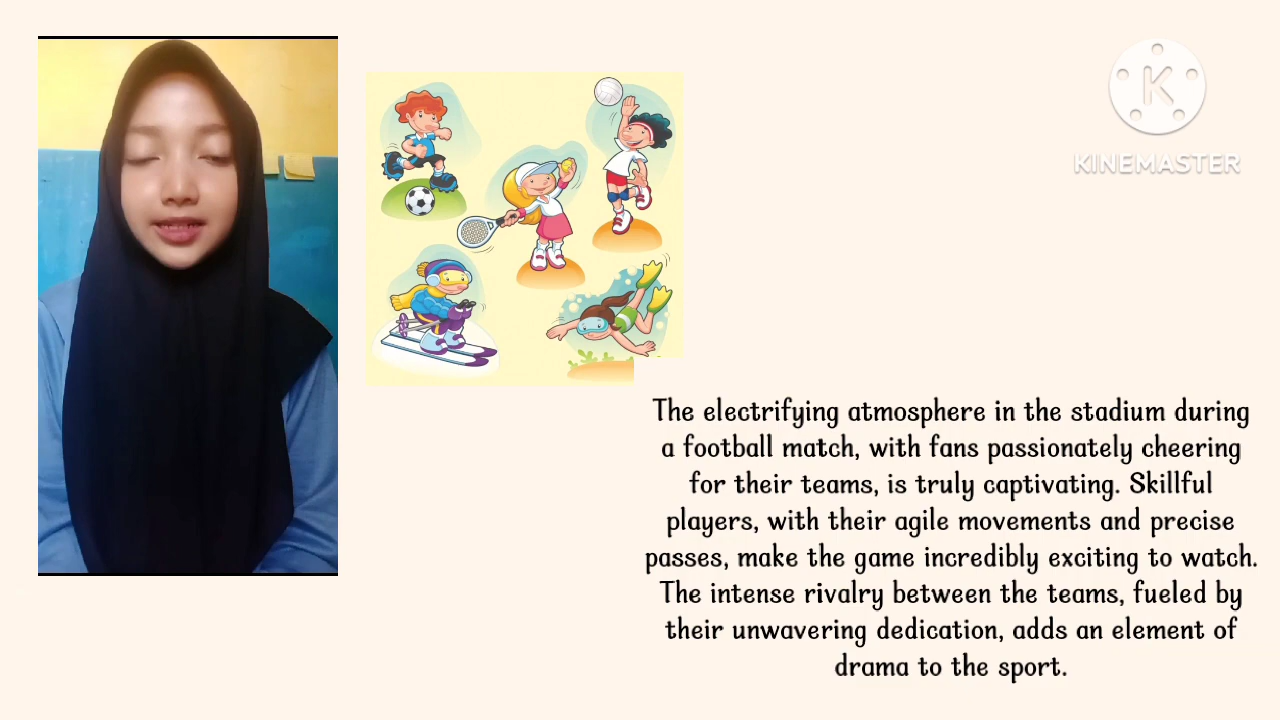 K
KINEMASTER
The electrifying atmosphere in the stadium during
a football match, with fans passionately cheering
for their teams, is truly captivating. Skillful
players, with their agile movements and precise
passes, make the game incredibly exciting to watch.
The intense rivalry between the teams, fueled by
their unwavering dedication, adds an element of
drama to the sport.